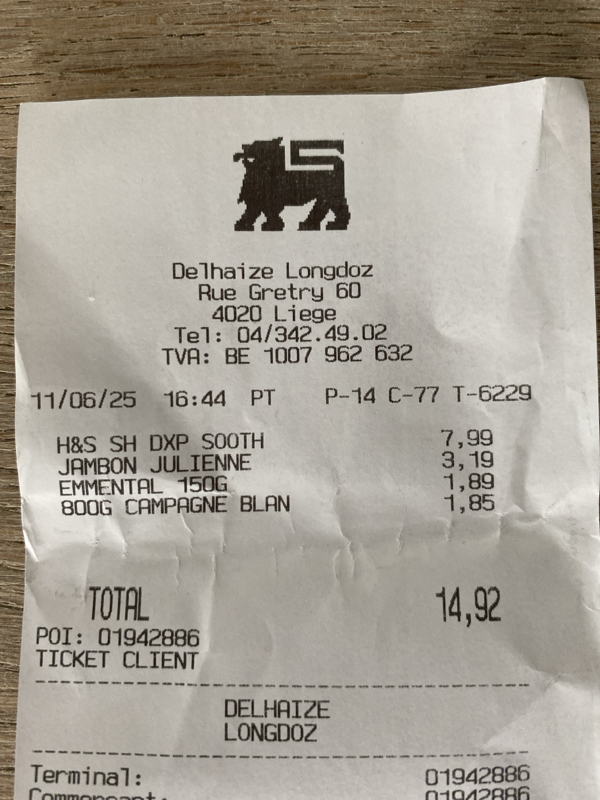 Delhaize Longdoz
Rue Gretry 60
4020 Liege
Tel: 04/342.49.02
TVA: BE 1007 962 632
11/06/25 16:44 PT P-14 C-77 T-6229
H&S SH DXP SOOTH 7,99
JAMBON JULIENNE 3,19
EMMENTAL 150G 1,89
800G CAMPAGNE BLAN 1,85
TOTAL 14,92
POI: 01942886
TICKET CLIENT
DELHAIZE
LONGDOZ
Terminal: 01942886
Commercant: 01942886